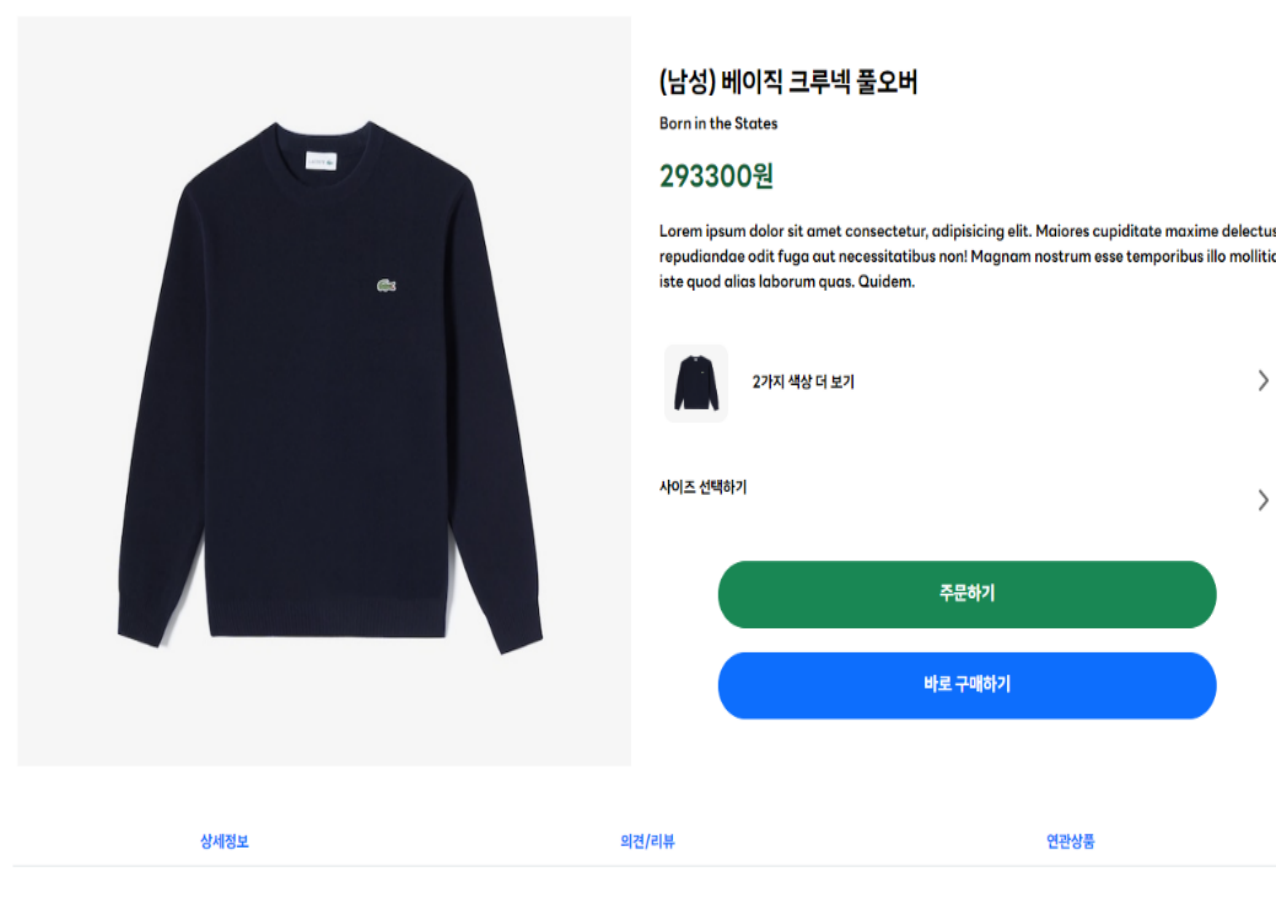 (남성) 베이직 크루넥 풀오버
Born in the States
293300원
Lorem ipsum dolor sit amet consectetur, adipisicing elit. Maiores cupiditate maxime delectus
repudiandae odit fuga aut necessitatibus non! Magnam nostrum esse temporibus illo
iste quod alias laborum quas. Quidem.
2가지 색상 더 보기
사이즈 선택하기
주문하기
바로 구매하기
상세정보
의견/리뷰
연관상품